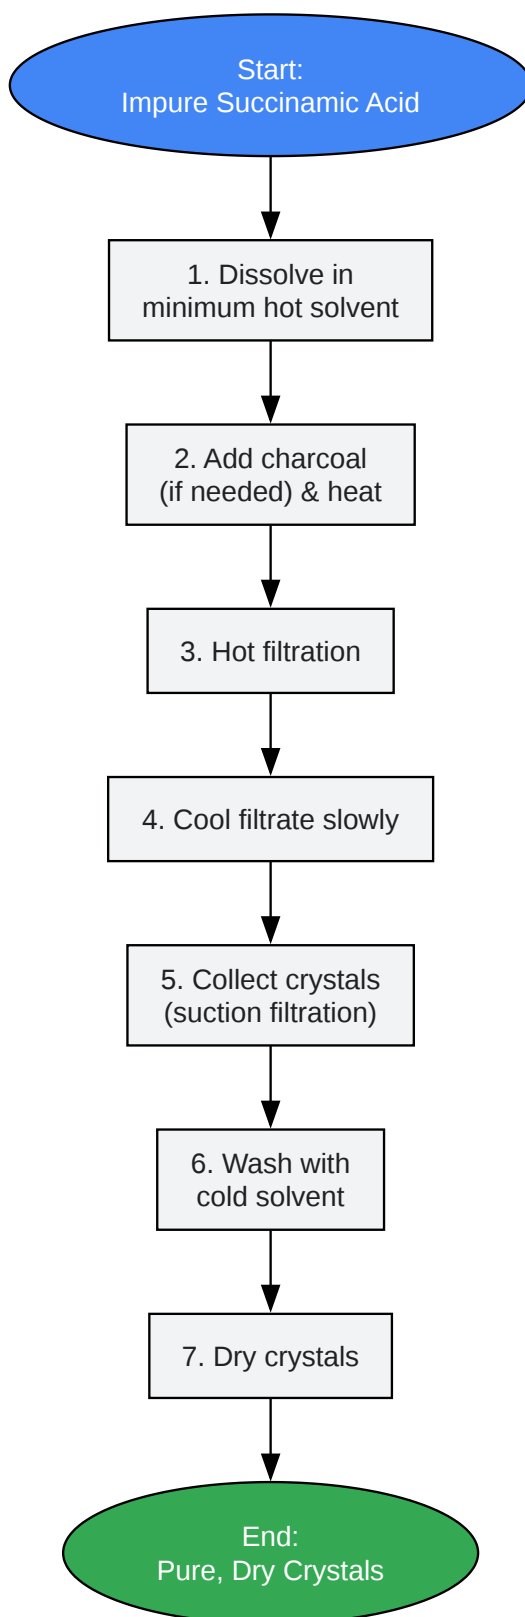 Start:
Impure Succinamic Acid
1. Dissolve in
minimum hot solvent
2. Add charcoal
(if needed) & heat
3. Hot filtration
4. Cool filtrate slowly
5. Collect crystals
(suction filtration)
6. Wash with
cold solvent
7. Dry crystals
End:
Pure, Dry Crystals